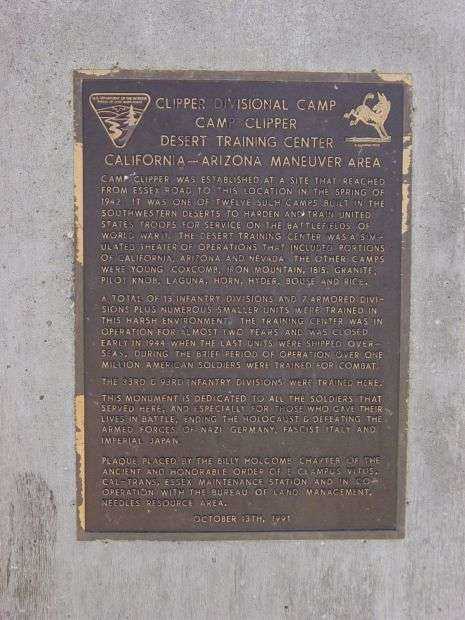 CLIPPER DIVISIONAL CAMP
CAMP CLIPPER
DESERT TRAINING CENTER
CALIFORNIA—ARIZONA MANEUVER AREA
CAMP CLIPPER WAS ESTABLISHED AT A SITE THAT REACHED
FROM ESSEX ROAD TO THIS LOCATION IN THE SPRING OF
1942. IT WAS ONE OF TWELVE SUCH CAMPS BUILT IN THE
SOUTHWESTERN DESERTS TO HARDEN AND TRAIN UNITED
STATES TROOPS FOR SERVICE ON THE BATTLEFIELDS OF
WORLD WAR II. THE DESERT TRAINING CENTER WAS A SIM-
ULATED THEATER OF OPERATIONS THAT INCLUDED PORTIONS
OF CALIFORNIA, ARIZONA AND NEVADA. THE OTHER CAMPS
WERE YOUNG, COXCOMB, IRON MOUNTAIN, IBIS, GRANITE,
PILOT KNOB, LAGUNA, HORN, HYDER, BOUSE AND RICE.
A TOTAL OF 13 INFANTRY DIVISIONS AND 7 ARMORED DIVI-
SIONS PLUS NUMEROUS SMALLER UNITS WERE TRAINED IN
THIS HARSH ENVIRONMENT. THE TRAINING CENTER WAS IN
OPERATION FOR ALMOST TWO YEARS AND WAS CLOSED
EARLY IN 1944 WHEN THE LAST UNITS WERE SHIPPED OVER-
SEAS. DURING THE BRIEF PERIOD OF OPERATION OVER ONE
MILLION AMERICAN SOLDIERS WERE TRAINED FOR COMBAT.
THE 33RD & 93RD INFANTRY DIVISIONS WERE TRAINED HERE.
THIS MONUMENT IS DEDICATED TO ALL THE SOLDIERS THAT
SERVED HERE, AND ESPECIALLY FOR THOSE WHO GAVE THEIR
LIVES IN BATTLE, ENDING THE HOLOCAUST & DEFEATING THE
ARMED FORCES OF NAZI GERMANY, FASCIST ITALY AND
IMPERIAL JAPAN.
PLAQUE PLACED BY THE BILLY HOLCOMB CHAPTER OF THE
ANCIENT AND HONORABLE ORDER OF E CLAMPUS VITUS,
CAL-TRANS, ESSEX MAINTENANCE STATION AND IN CO-
OPERATION WITH THE BUREAU OF LAND MANAGEMENT,
NEEDLES RESOURCE AREA.
OCTOBER 13TH, 1991